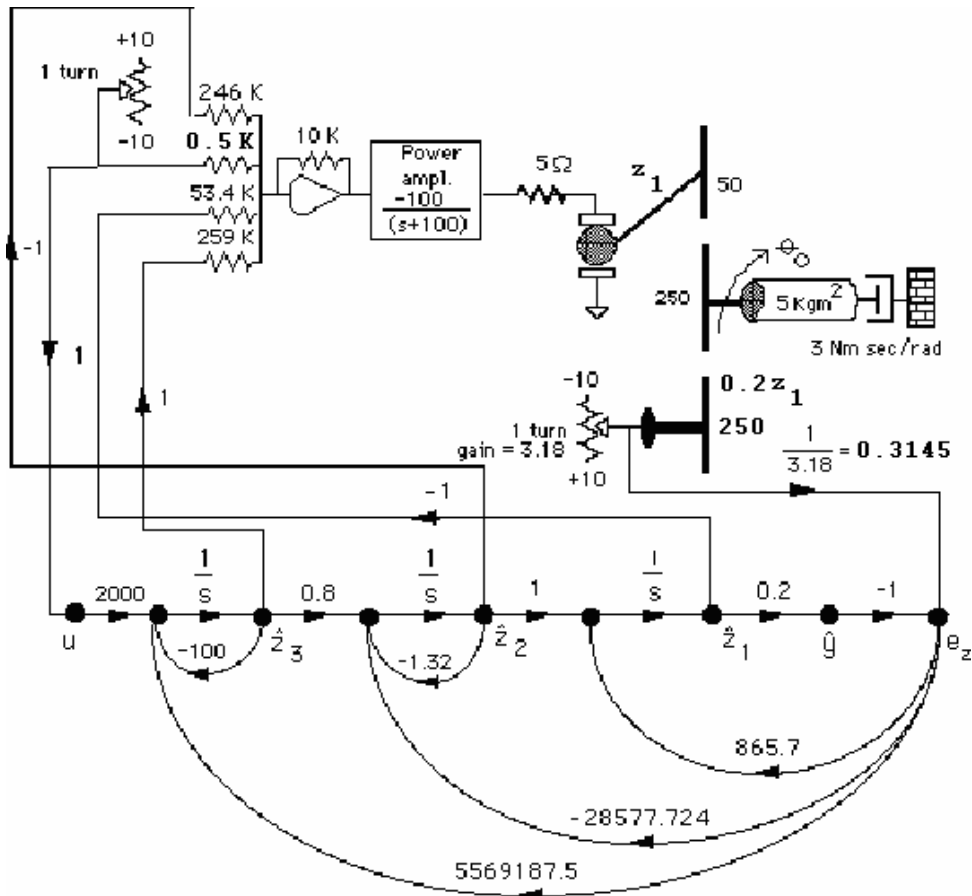 +10
1 turn
-10
246 K
0.5K
53.4 K
259 K
10 K
Power
ampl.
-100
(s+100)
5Ω
z1
50
250
θo
5 Kgm2
3 Nm sec/rad
0.2z1
250
-10
1 turn
gain = 3.18
+10
1
3.18
= 0.3145
-1
1
1
-1
2000
1
s
0.8
1
s
1
1
s
0.2
-1
u
-100
ẑ3
-1.32
ẑ2
ẑ1
ŷ
ez
865.7
-28577.724
5569187.5